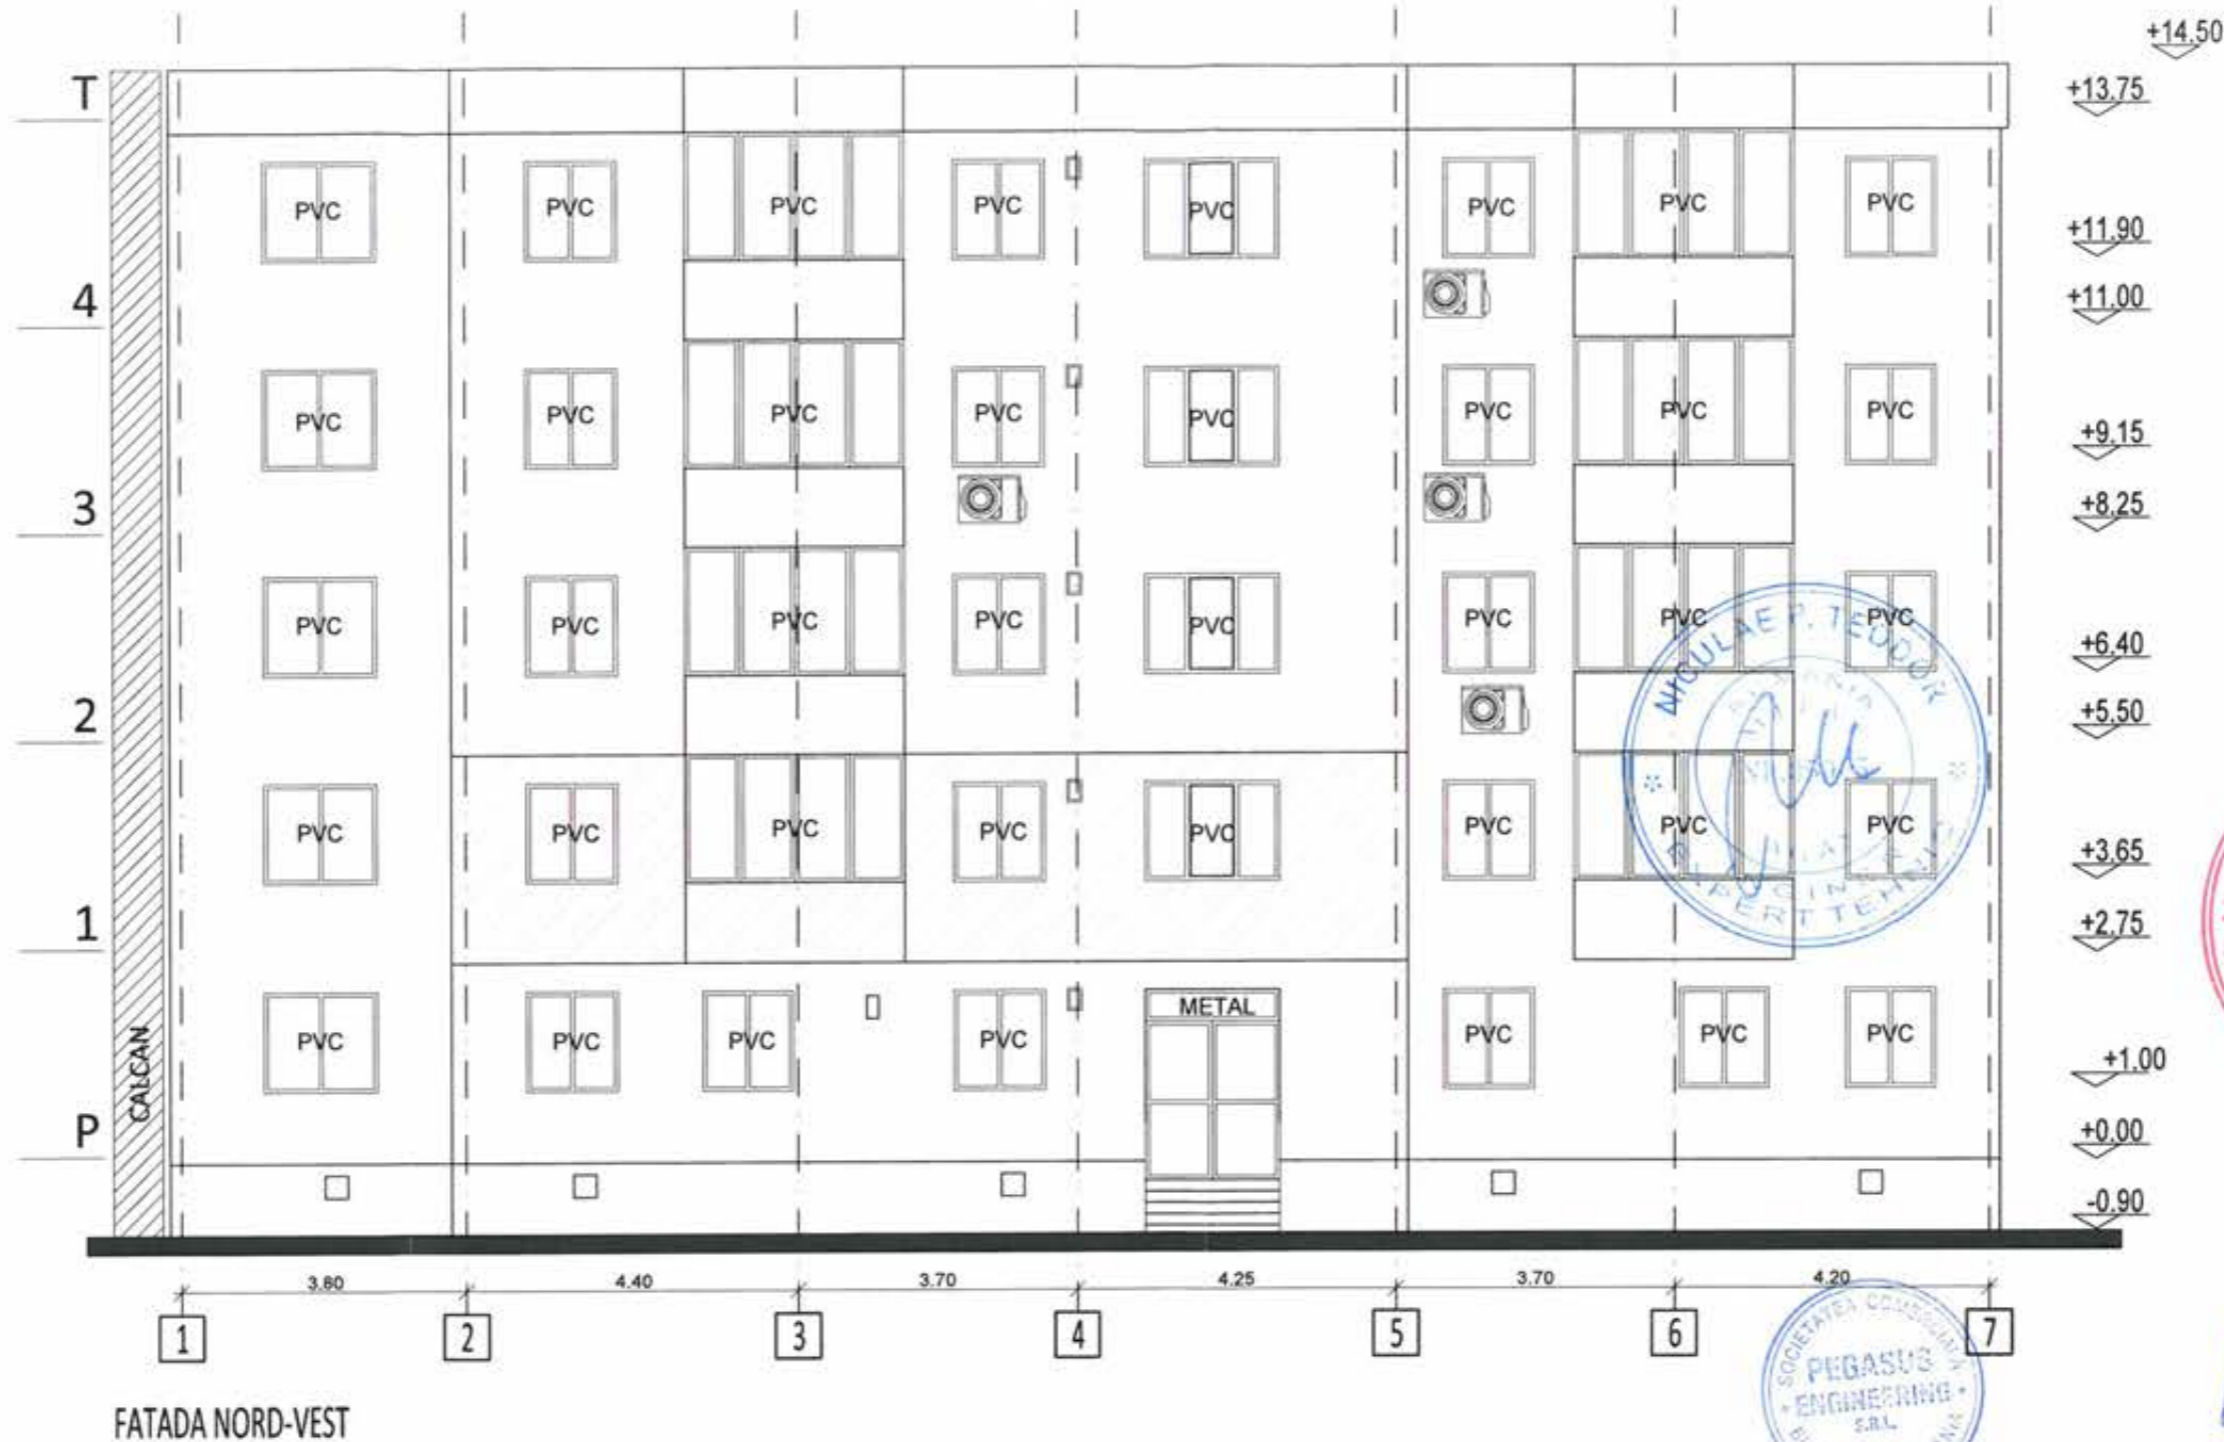 +14.50
T
+13.75
PVC PVC PVC PVC PVC PVC PVC PVC
+11.90
4
+11.00
PVC PVC PVC PVC PVC PVC PVC PVC
+9.15
3
+8.25
PVC PVC PVC PVC PVC PVC PVC PVC
+6.40
2
+5.50
PVC PVC PVC PVC PVC PVC PVC PVC
+3.65
1
+2.75
METAL
PVC PVC PVC PVC PVC PVC PVC
+1.00
CALCAN
P
+0.00
-0.90
NICULAE P. TEODOR
EXPERT TEHNIC
4.40 3.70 4.25 3.70 4.20
1 2 3 4 5 6 7
SOCIETATEA COMERCIALA
PEGASUS
ENGINEERING
S.R.L.
FATADA NORD-VEST